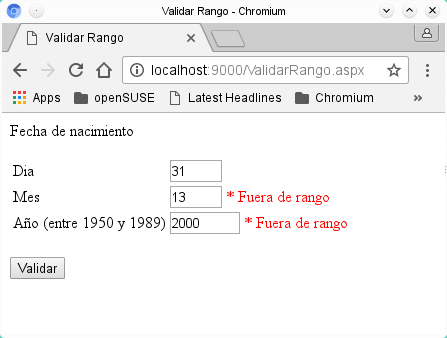 Validar Rango - Chromium
Validar Rango
localhost:9000/ValidarRango.aspx
Apps openSUSE Latest Headlines Chromium »
Fecha de nacimiento
Dia 31
Mes 13 * Fuera de rango
Año (entre 1950 y 1989) 2000 * Fuera de rango
Validar